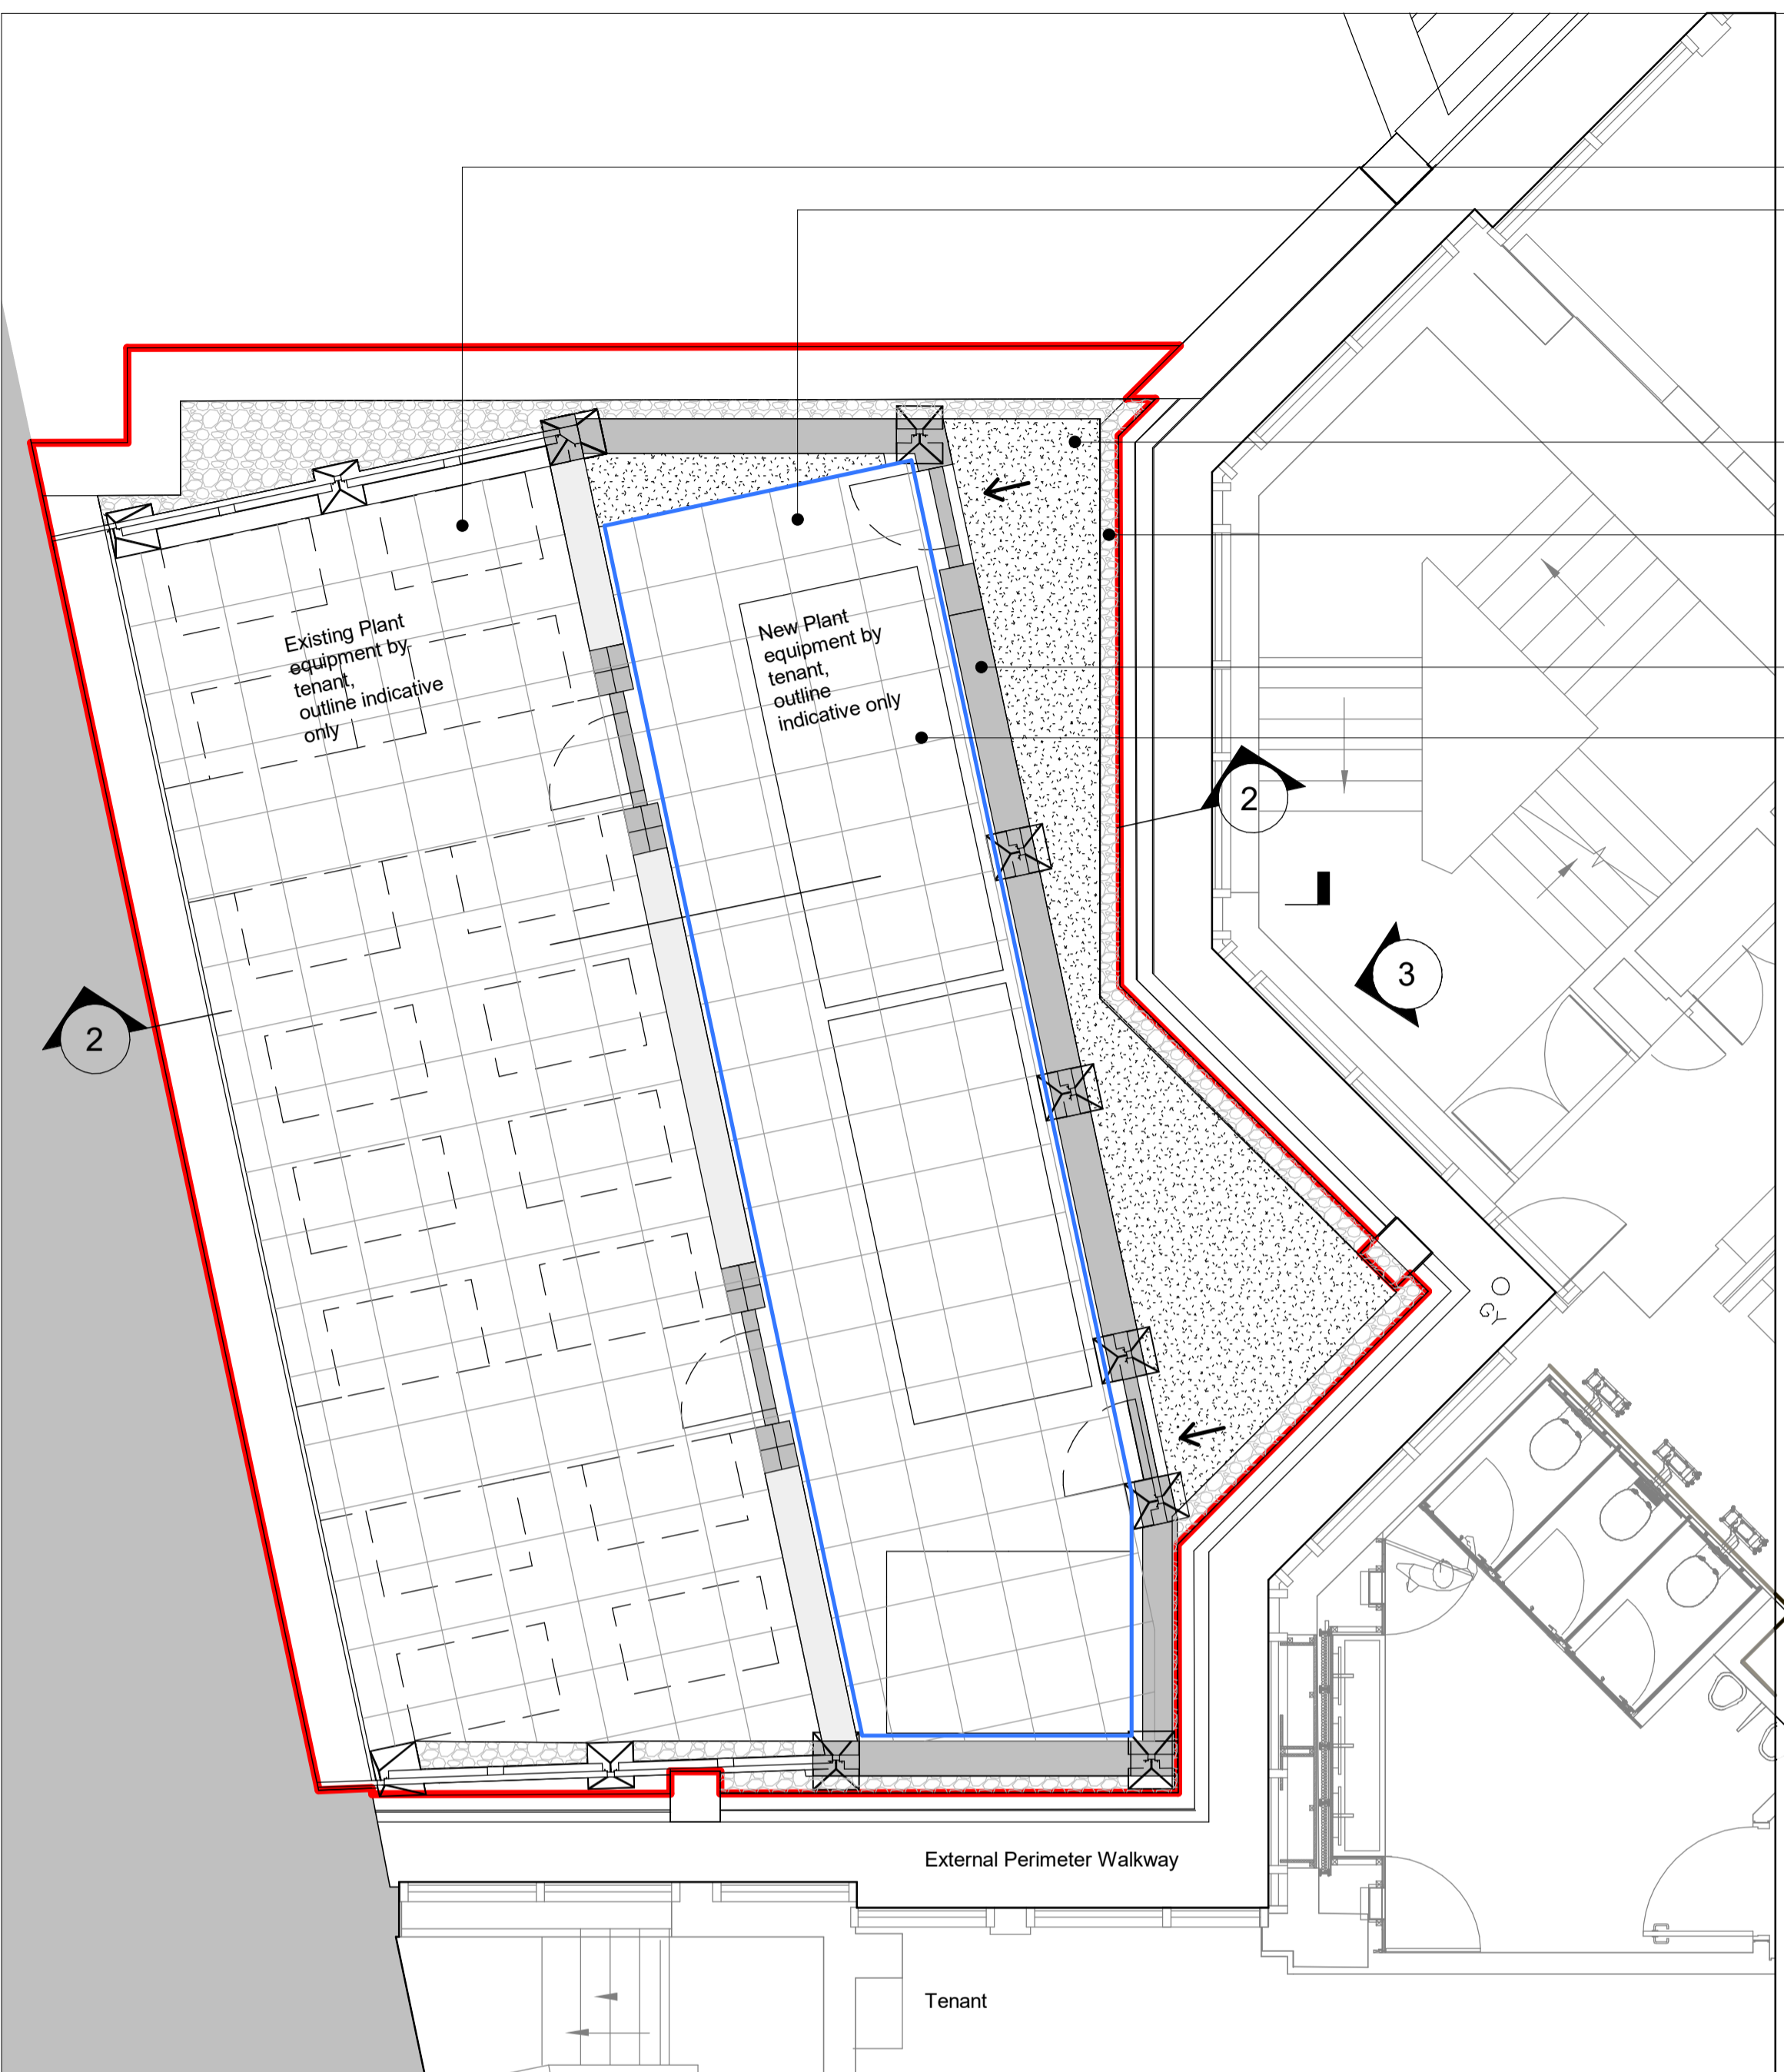 Existing Plant
equipment by
tenant,
outline indicative
only
New Plant
equipment by
tenant,
outline
indicative only
2
3
2
GY
External Perimeter Walkway
Tenant